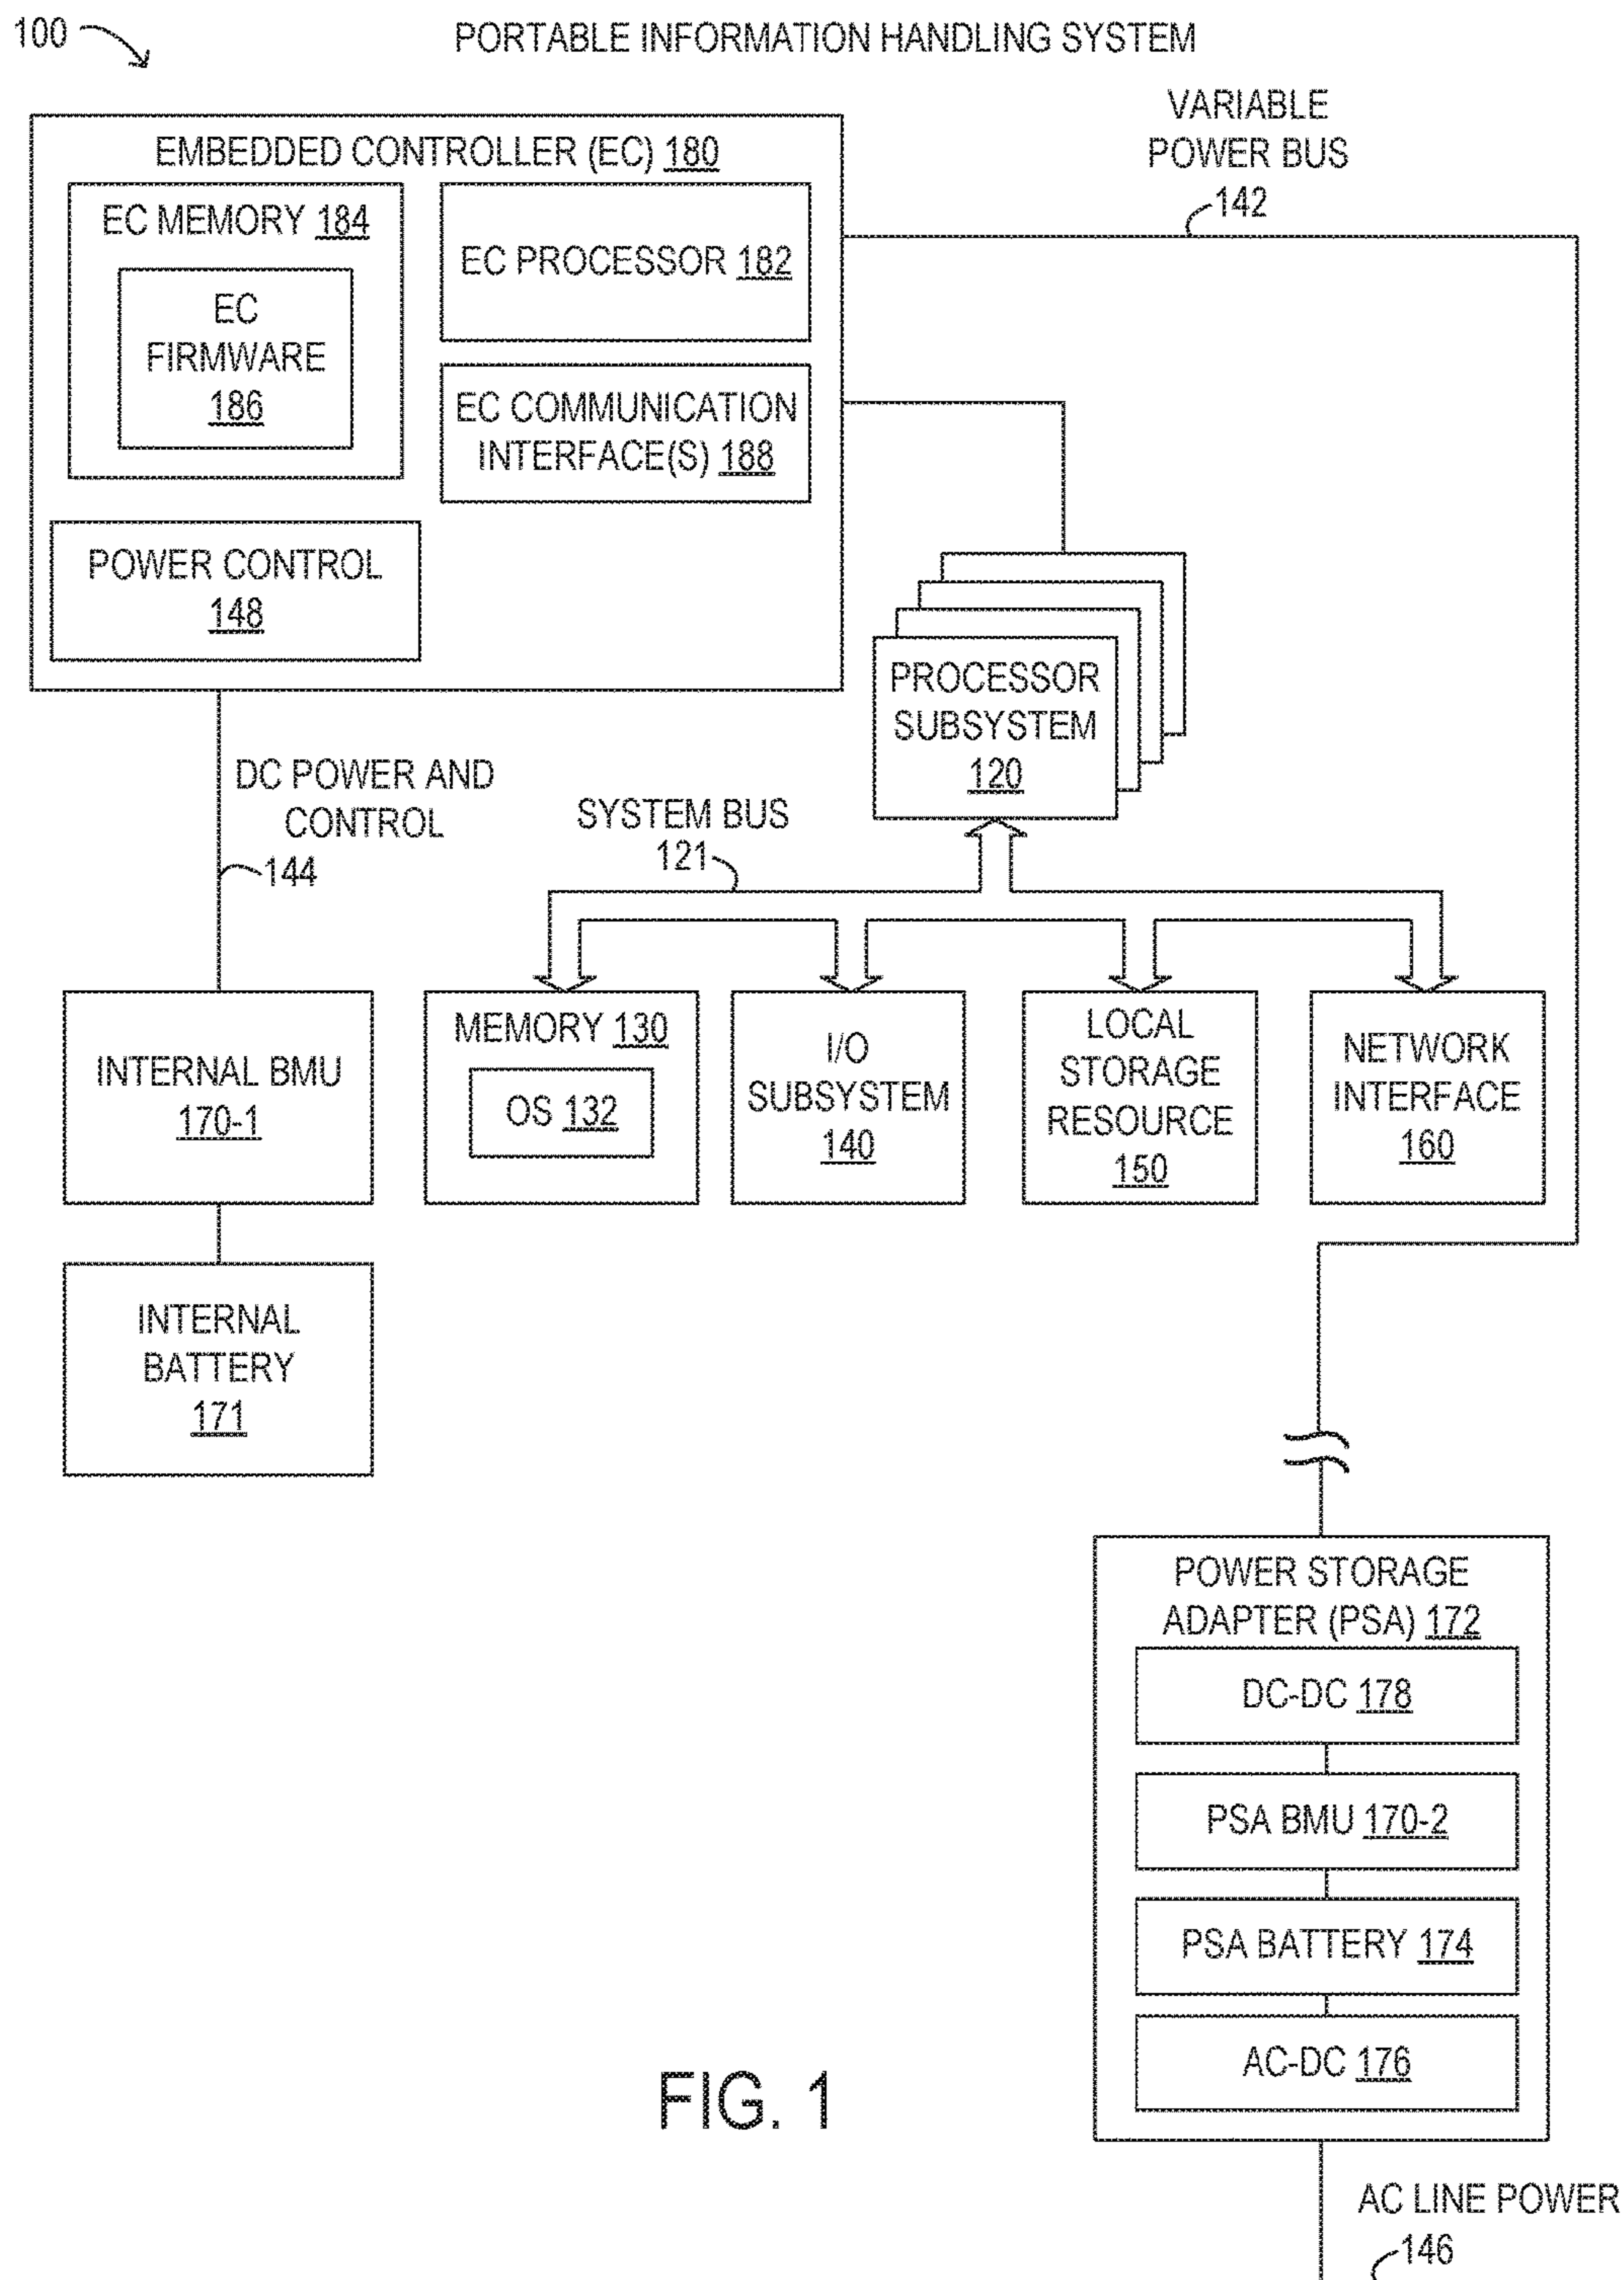 100
PORTABLE INFORMATION HANDLING SYSTEM
VARIABLE
POWER BUS
142
EMBEDDED CONTROLLER (EC) 180
EC MEMORY 184
EC
FIRMWARE
186
EC PROCESSOR 182
EC COMMUNICATION
INTERFACE(S) 188
POWER CONTROL
148
PROCESSOR
SUBSYSTEM
120
DC POWER AND
CONTROL
144
SYSTEM BUS
121
INTERNAL BMU
170-1
MEMORY 130
OS 132
I/O
SUBSYSTEM
140
LOCAL
STORAGE
RESOURCE
150
NETWORK
INTERFACE
160
INTERNAL
BATTERY
171
POWER STORAGE
ADAPTER (PSA) 172
DC-DC 178
PSA BMU 170-2
PSA BATTERY 174
AC-DC 176
FIG. 1
AC LINE POWER
146